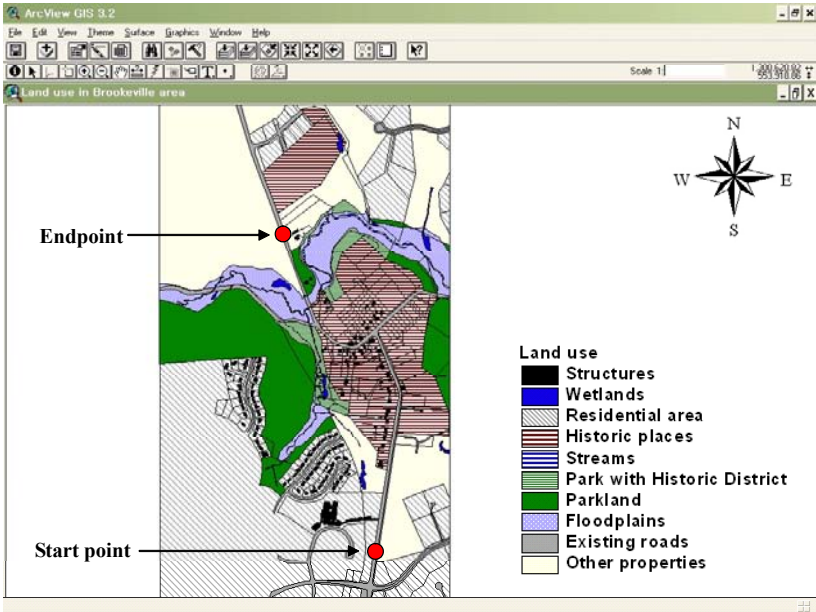 ArcView GIS 3.2
File Edit View Theme Surface Graphics Window Help
Scale 1:
Land use in Brookeville area
N
W E
S
Endpoint
Start point
Land use
Structures
Wetlands
Residential area
Historic places
Streams
Park with Historic District
Parkland
Floodplains
Existing roads
Other properties